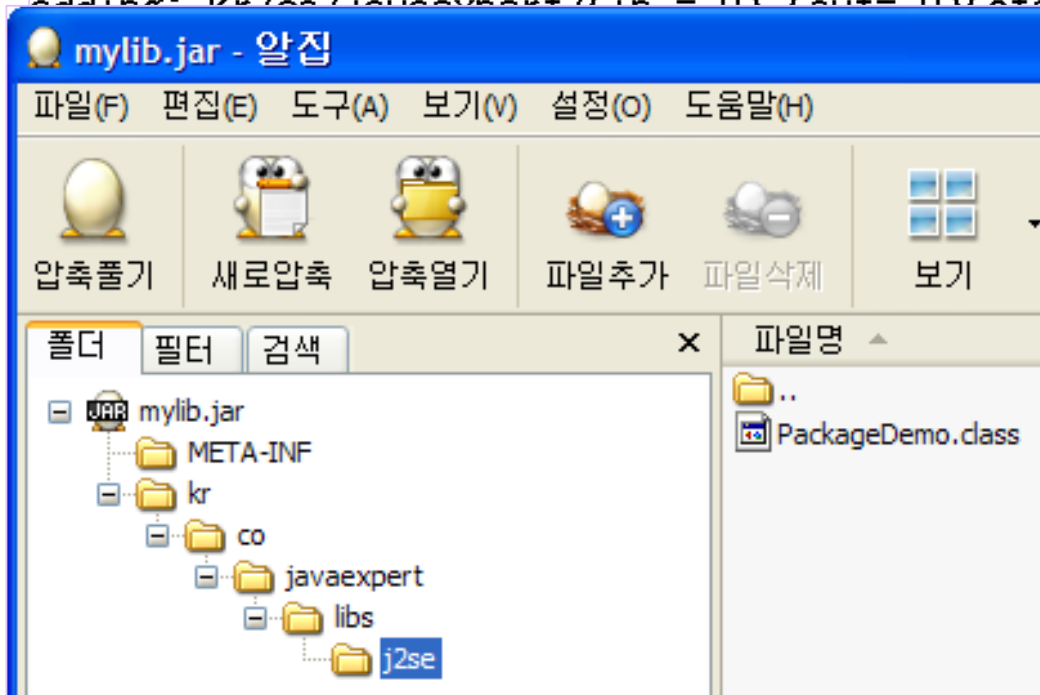 mylib.jar - 알집
파일(F) 편집(E) 도구(A) 보기(V) 설정(O) 도움말(H)
압축풀기 새로압축 압축열기 파일추가 파일삭제 보기
폴더 필터 검색 x 파일명
JAR mylib.jar
..
META-INF
PackageDemo.class
kr
co
javaexpert
libs
j2se